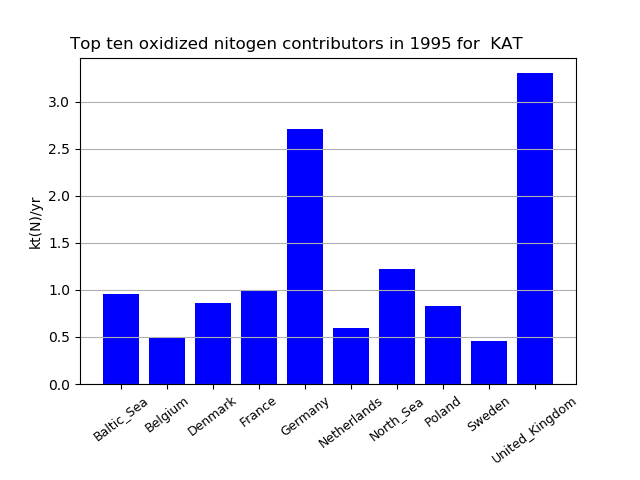 Top ten oxidized nitogen contributors in 1995 for  KAT
kt(N)/yr
3.0
2.5
2.0
1.5
1.0
0.5
0.0
Baltic_Sea
Belgium
Denmark
France
Germany
Netherlands
North_Sea
Poland
Sweden
United_Kingdom